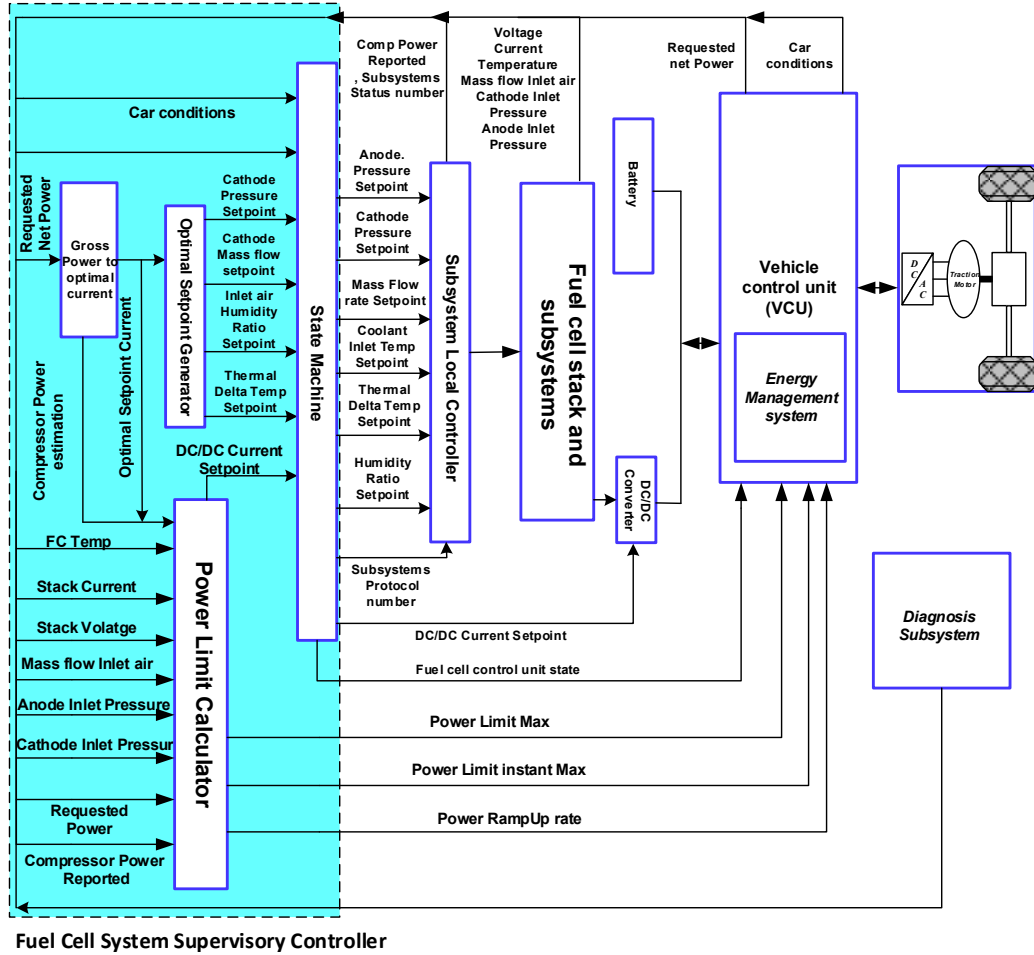 Comp Power
Reported
, Subsystems
Status number
Voltage
Current
Temperature
Mass flow Inlet air
Cathode Inlet
Pressure
Anode Inlet
Pressure
Requested
net Power
Car
conditions
Car conditions
Requested
Net Power
Gross
Power to
optimal
current
Cathode
Pressure
Setpoint
Cathode
Mass flow
setpoint
Inlet air
Humidity
Ratio
Setpoint
Thermal
Delta Temp
Setpoint
Optimal Setpoint Generator
State Machine
Anode.
Pressure
Setpoint
Cathode
Pressure
Setpoint
Mass Flow
rate Setpoint
Coolant
Inlet Temp
Setpoint
Thermal
Delta Temp
Setpoint
Humidity
Ratio
Setpoint
Subsystem Local Controller
Fuel cell stack and
subsystems
Battery
DC/DC
Converter
Vehicle
control unit
(VCU)
Energy
Management
system
D
C
A
C
Traction
Motor
Compressor Power
estimation
Optimal Setpoint Current
DC/DC Current
Setpoint
Subsystems
Protocol
number
DC/DC Current Setpoint
Fuel cell control unit state
FC Temp
Stack Current
Stack Volatge
Mass flow Inlet air
Anode Inlet Pressure
Cathode Inlet Pressur
Requested
Power
Compressor Power
Reported
Power Limit Calculator
Power Limit Max
Power Limit instant Max
Power RampUp rate
Diagnosis
Subsystem
Fuel Cell System Supervisory Controller